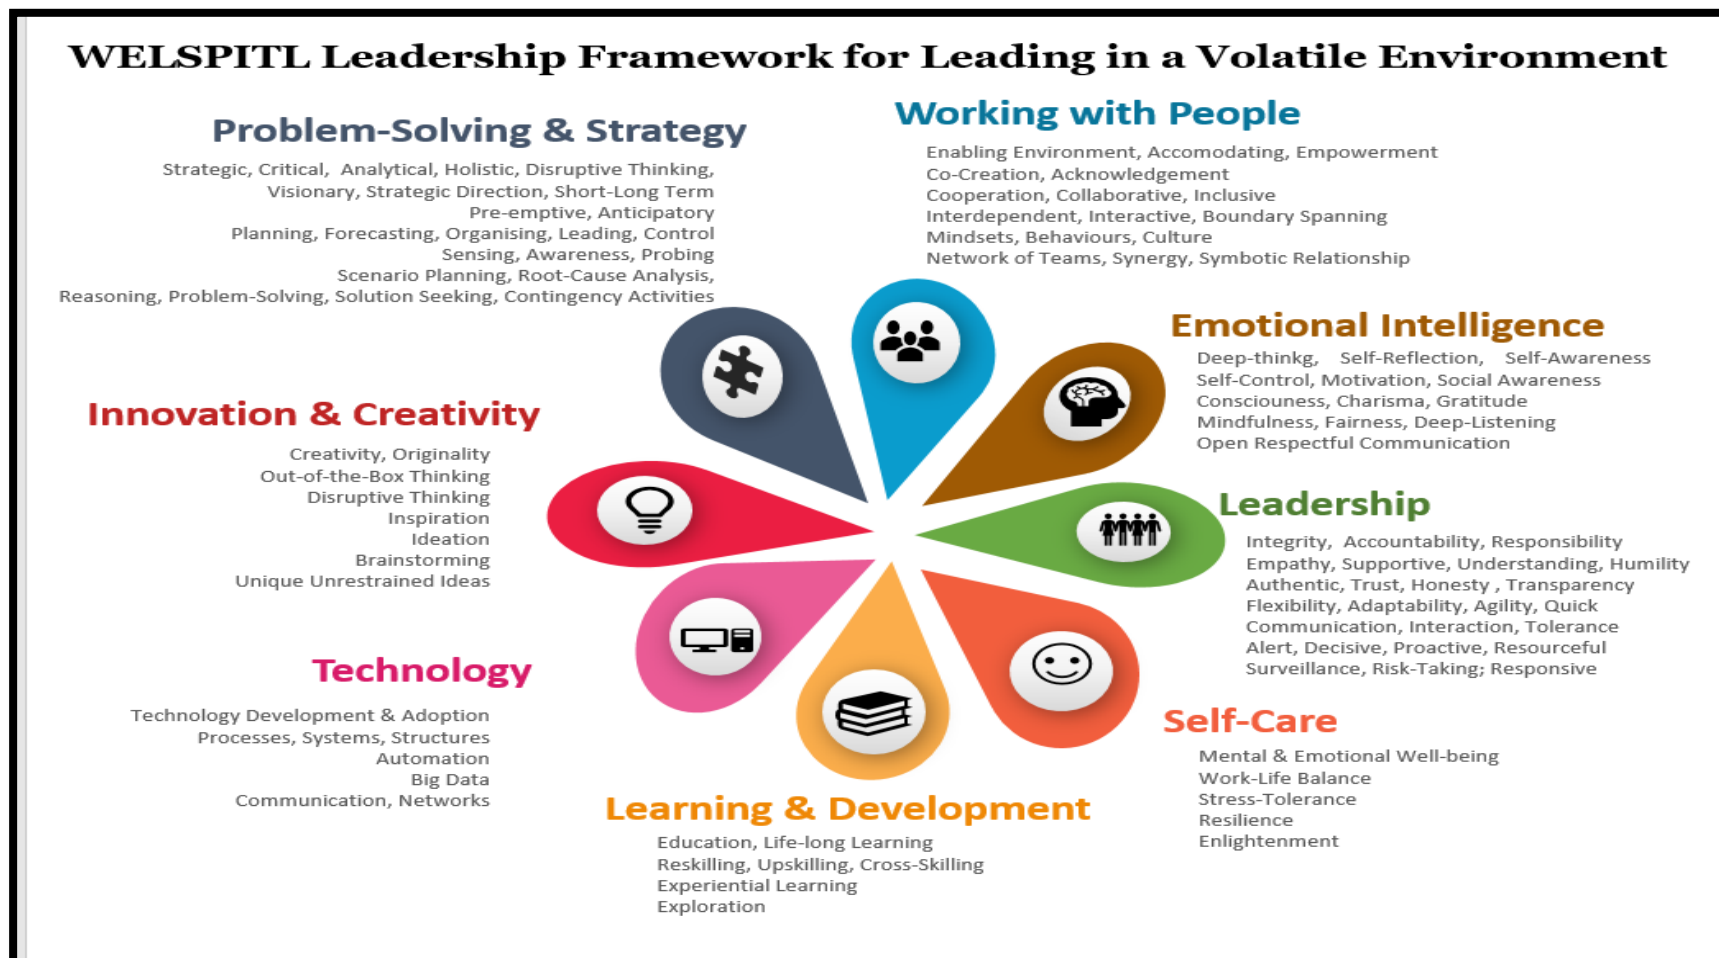 WELSPITL Leadership Framework for Leading in a Volatile Environment
Problem-Solving & Strategy
Strategic, Critical, Analytical, Holistic, Disruptive Thinking,
Visionary, Strategic Direction, Short-Long Term
Pre-emptive, Anticipatory
Planning, Forecasting, Organising, Leading, Control
Sensing, Awareness, Probing
Scenario Planning, Root-Cause Analysis,
Reasoning, Problem-Solving, Solution Seeking, Contingency Activities
Working with People
Enabling Environment, Accomodating, Empowerment
Co-Creation, Acknowledgement
Cooperation, Collaborative, Inclusive
Interdependent, Interactive, Boundary Spanning
Mindsets, Behaviours, Culture
Network of Teams, Synergy, Symbotic Relationship
Emotional Intelligence
Deep-thinkg, Self-Reflection, Self-Awareness
Self-Control, Motivation, Social Awareness
Consciouness, Charisma, Gratitude
Mindfulness, Fairness, Deep-Listening
Open Respectful Communication
Innovation & Creativity
Creativity, Originality
Out-of-the-Box Thinking
Disruptive Thinking
Inspiration
Ideation
Brainstorming
Unique Unrestrained Ideas
Leadership
Integrity, Accountability, Responsibility
Empathy, Supportive, Understanding, Humility
Authentic, Trust, Honesty , Transparency
Flexibility, Adaptability, Agility, Quick
Communication, Interaction, Tolerance
Alert, Decisive, Proactive, Resourceful
Surveillance, Risk-Taking; Responsive
Technology
Technology Development & Adoption
Processes, Systems, Structures
Automation
Big Data
Communication, Networks
Self-Care
Mental & Emotional Well-being
Work-Life Balance
Stress-Tolerance
Resilience
Enlightenment
Learning & Development
Education, Life-long Learning
Reskilling, Upskilling, Cross-Skilling
Experiential Learning
Exploration